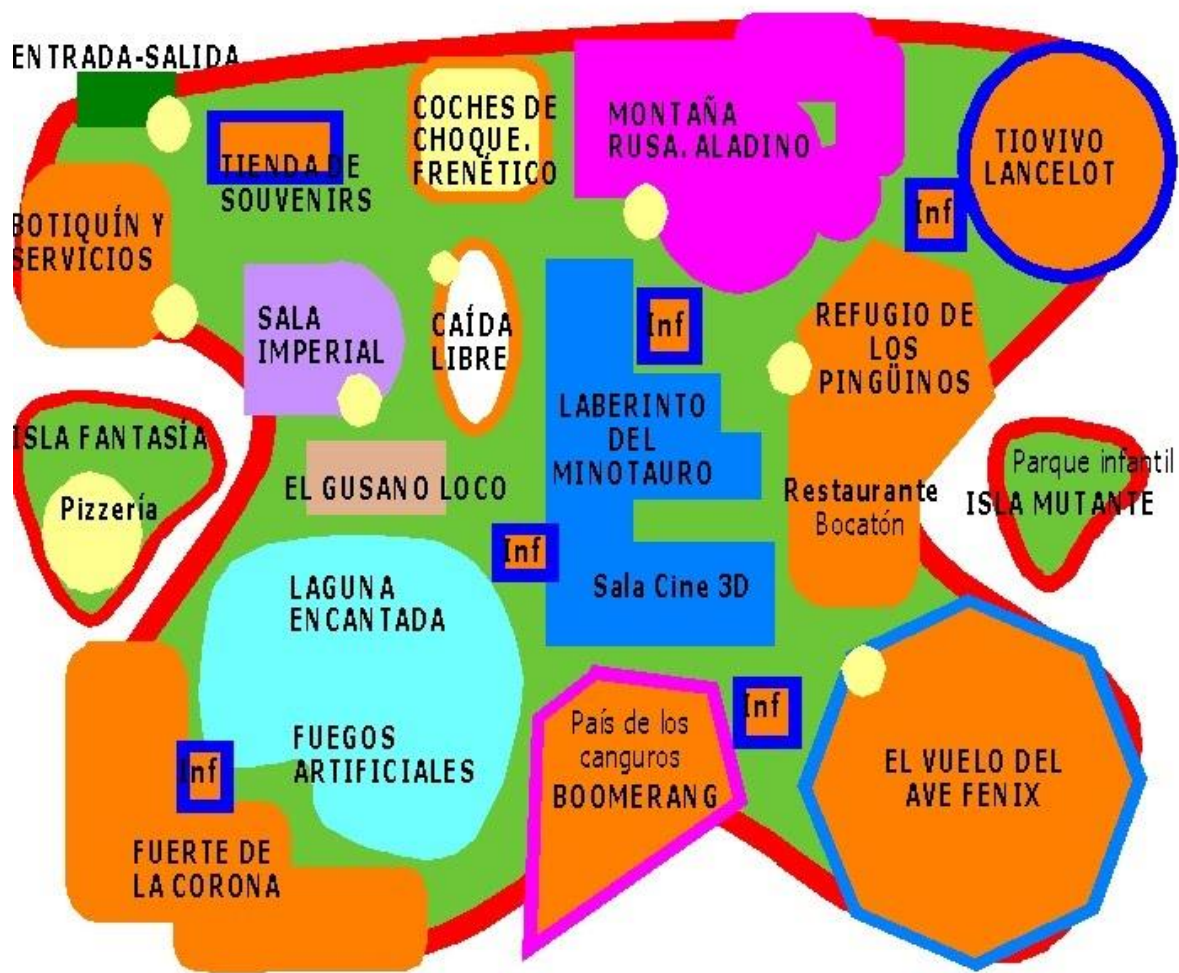 ENTRADA-SALIDA
COCHES DE
CHOQUE.
FRENÉTICO
MONTAÑA
RUSA. ALADINO
TIOVIVO
LANCELOT
TIENDA DE
SOUVENIRS
BOTIQUÍN Y
SERVICIOS
Inf
SALA
IMPERIAL
CAÍDA
LIBRE
Inf
REFUGIO DE
LOS
PINGÜINOS
LABERINTO
DEL
MINOTAURO
ISLA FANTASÍA
Pizzería
EL GUSANO LOCO
Restaurante
Bocatón
Parque infantil
ISLA MUTANTE
Inf
Sala Cine 3D
LAGUNA
ENCANTADA
FUEGOS
ARTIFICIALES
País de los
canguros
BOOMERANG
Inf
EL VUELO DEL
AVE FENIX
Inf
FUERTE DE
LA CORONA